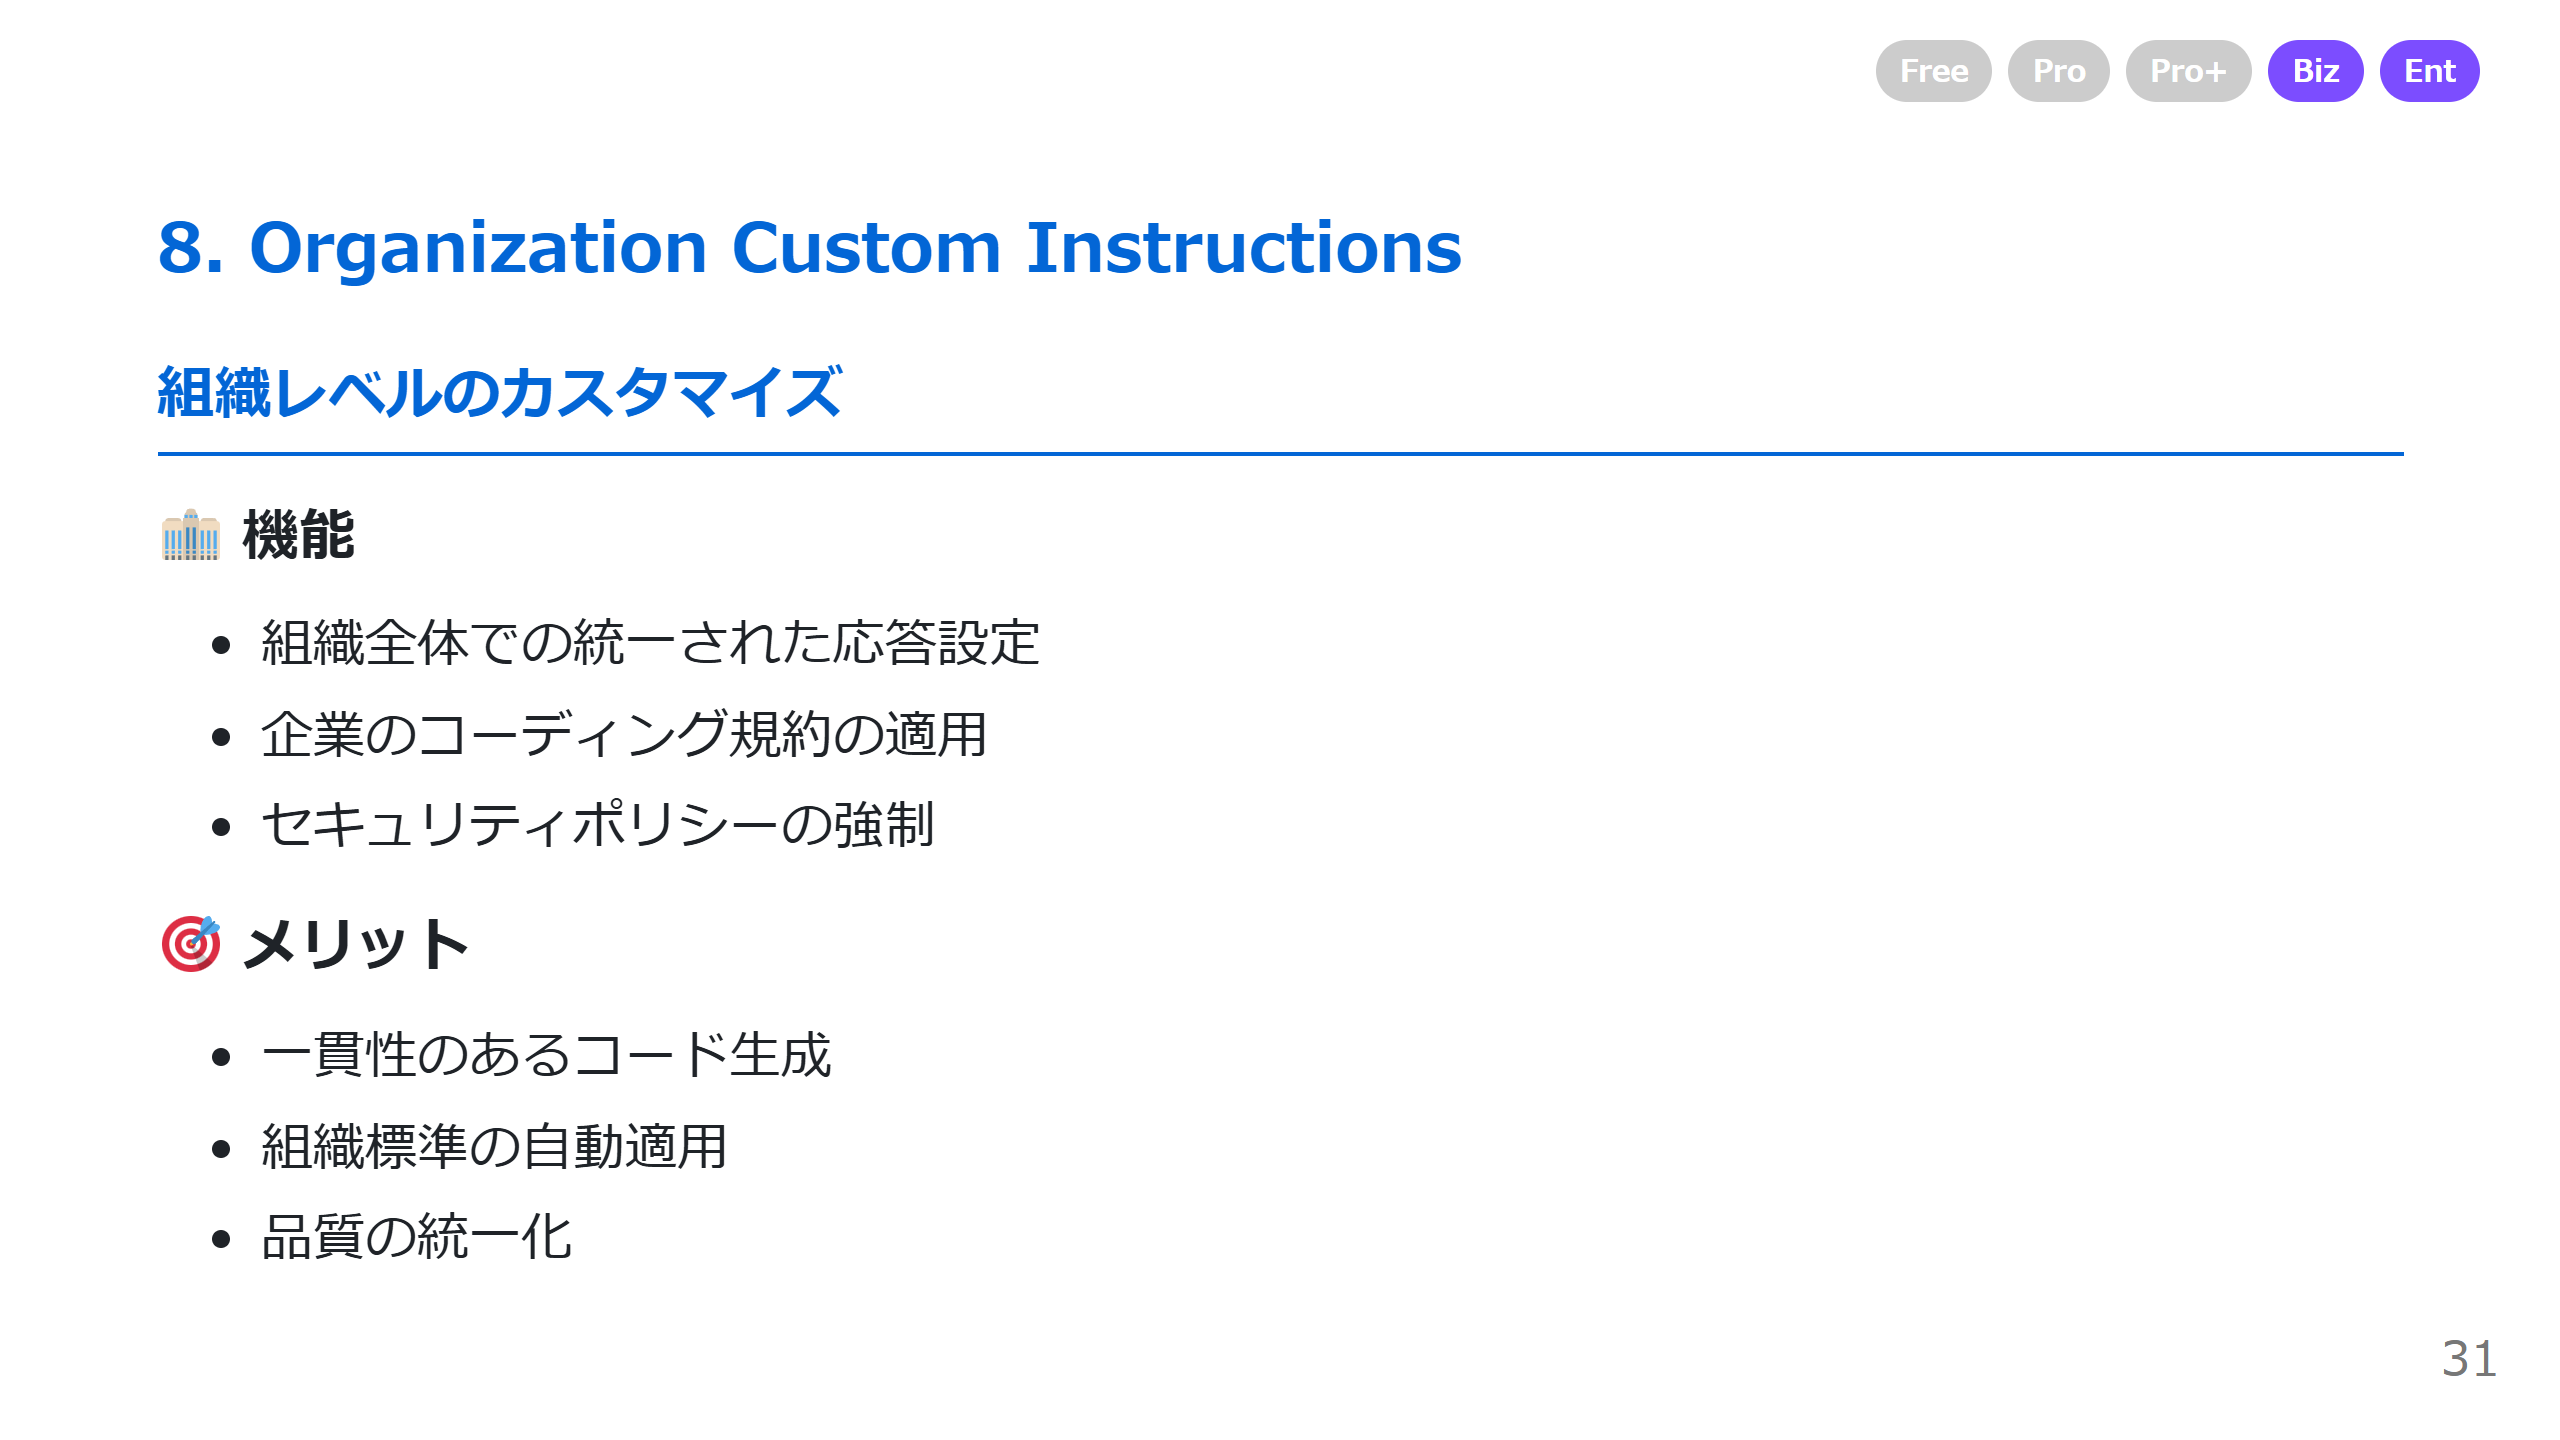 Free Pro Pro+ Biz Ent
8. Organization Custom Instructions
組織レベルのカスタマイズ
機能
• 組織全体での統一された応答設定
• 企業のコーディング規約の適用
• セキュリティポリシーの強制
メリット
• 一貫性のあるコード生成
• 組織標準の自動適用
• 品質の統一化
31